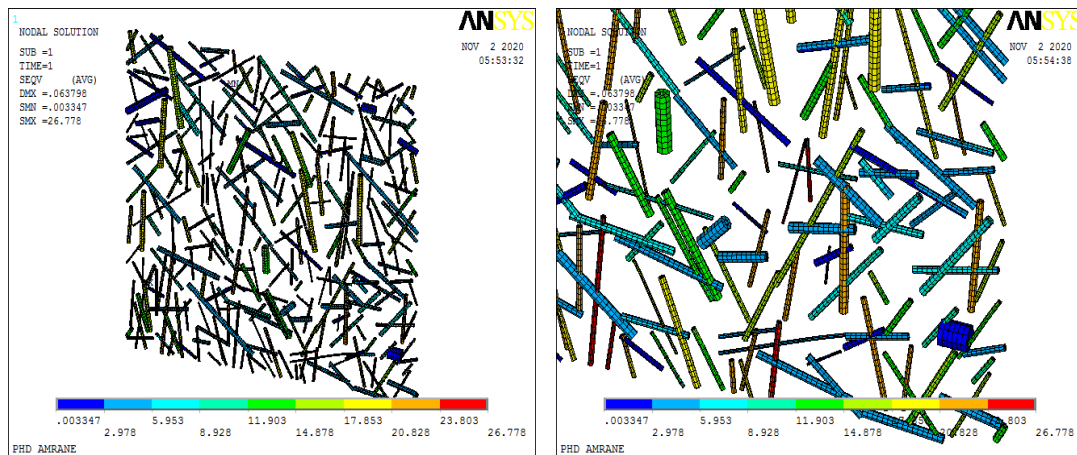 1
NODAL SOLUTION
SUB =1
TIME=1
SEQV (AVG)
DMX =.063798
SMN =.003347
SMX =26.778
MN
ANSYS
NOV 2 2020
05:53:32
.003347 5.953 11.903 17.853 23.803
2.978 8.928 14.878 20.828 26.778
PHD AMRANE
NODAL SOLUTION
SUB =1
TIME=1
SEQV (AVG)
ANSYS
NOV 2 2020
05:54:38
.003347 5.953 11.903
2.978 8.928 14.878 26.778
PHD AMRANE